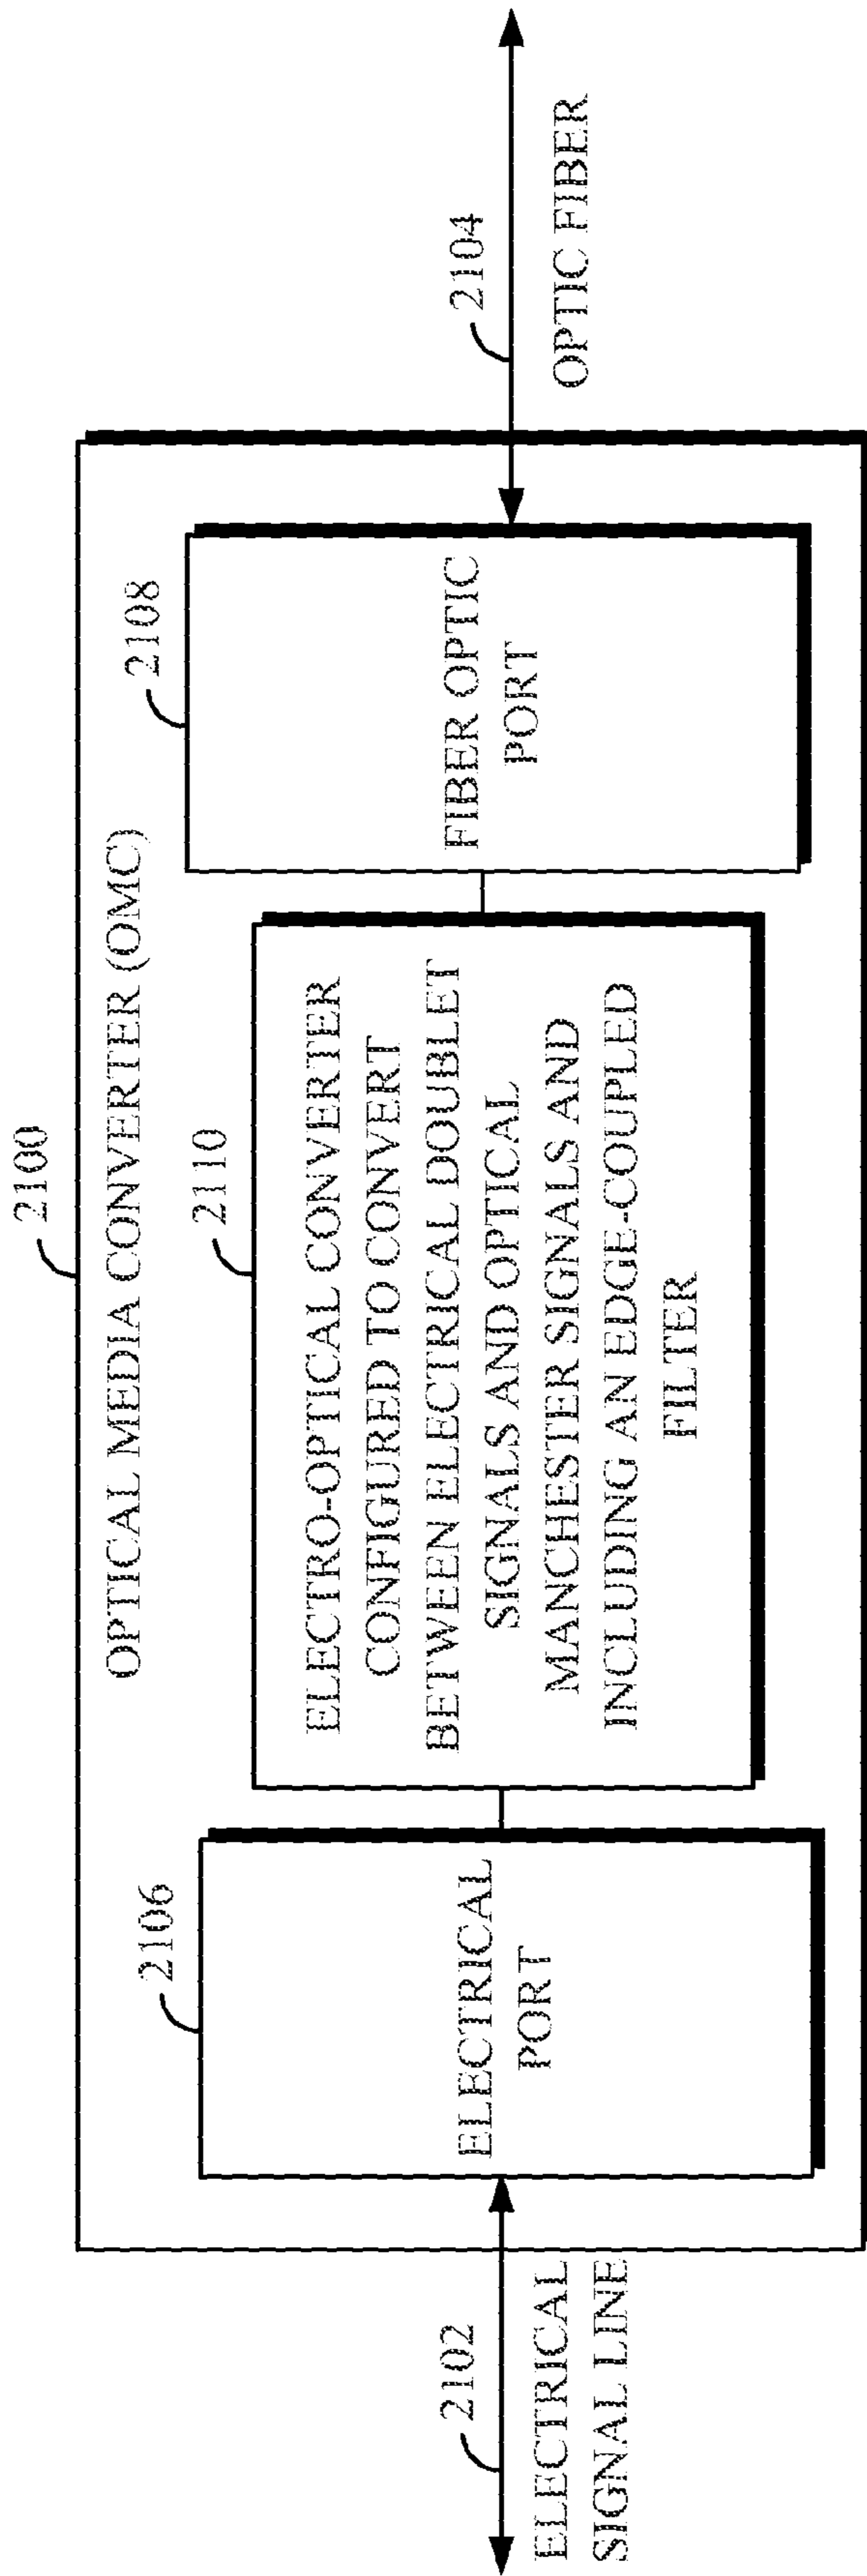 2100
OPTICAL MEDIA CONVERTER (OMC)
2106
ELECTRICAL
PORT
2110
ELECTRO-OPTICAL CONVERTER
CONFIGURED TO CONVERT
BETWEEN ELECTRICAL DOUBLET
SIGNALS AND OPTICAL
MANCHESTER SIGNALS AND
INCLUDING AN EDGE-COUPLED
FILTER
2108
FIBER OPTIC
PORT
2102
ELECTRICAL
SIGNAL LINE
2104
OPTIC FIBER